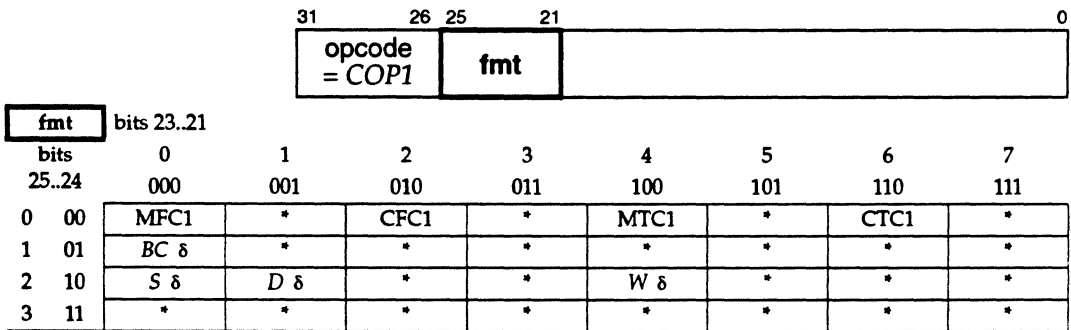 31 26 25 21 0
opcode fmt
= COP1
fmt bits 23..21
bits 0 1 2 3 4 5 6 7
25..24 000 001 010 011 100 101 110 111
0 00 MFC1 * CFC1 * MTC1 * CTC1 *
1 01 BC δ * * * * * * *
2 10 S δ D δ * * W δ * * *
3 11 * * * * * * * *